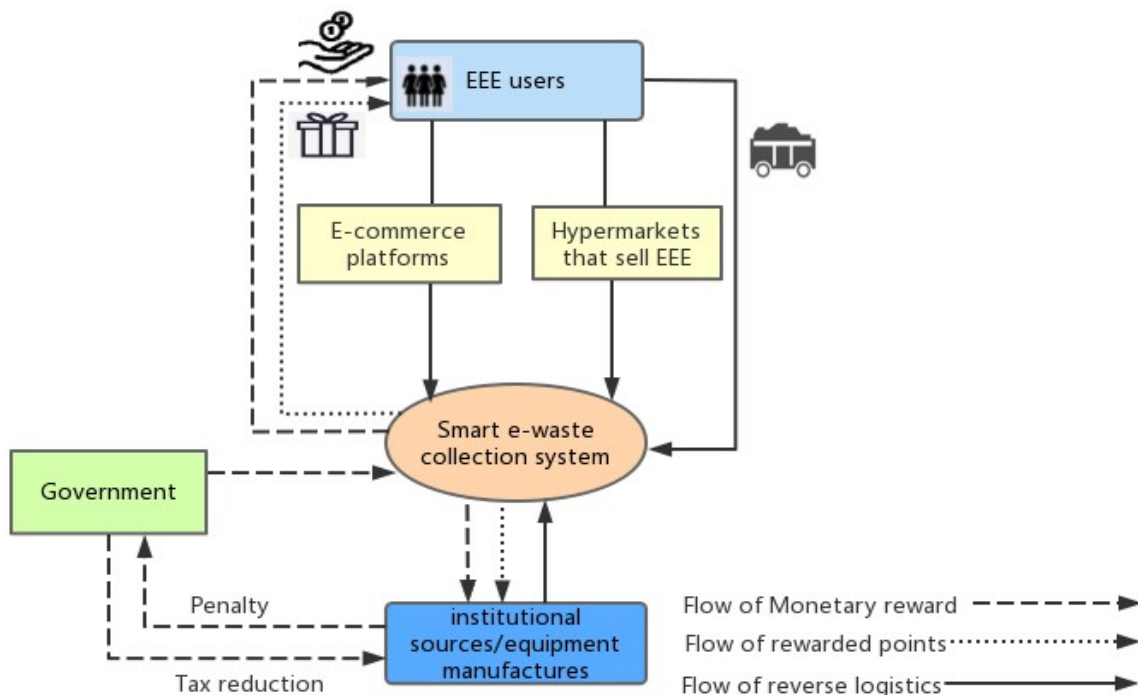 EEE users
E-commerce
platforms
Hypermarkets
that sell EEE
Smart e-waste
collection system
Government
Penalty
institutional
sources/equipment
manufactures
Tax reduction
Flow of Monetary reward
Flow of rewarded points
Flow of reverse logistics